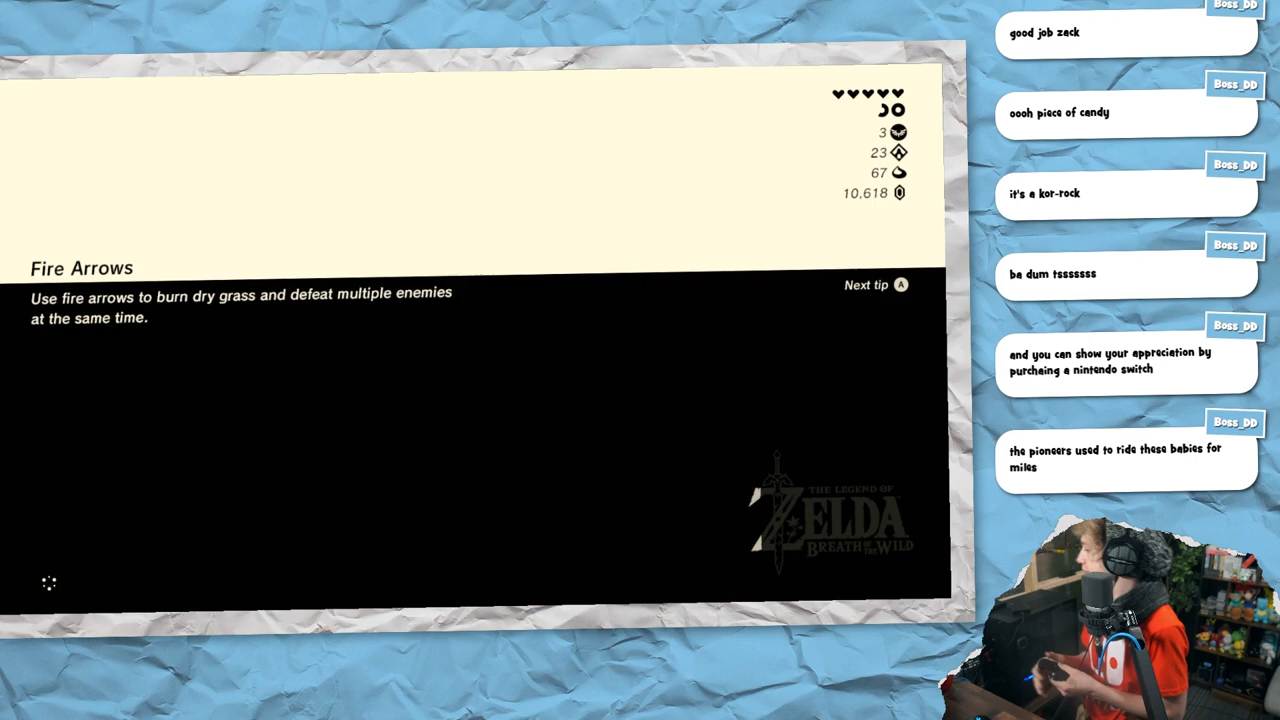 3
23
67
10,618
Fire Arrows
Use fire arrows to burn dry grass and defeat multiple enemies
at the same time.
Next tip A
THE LEGEND OF
ZELDA
BREATH OF THE WILD
Boss_DD
good job zack
Boss_DD
oooh piece of candy
Boss_DD
it's a kor-rock
Boss_DD
ba dum tsssssss
Boss_DD
and you can show your appreciation by
purchaing a nintendo switch
Boss_DD
the pioneers used to ride these babies for
miles